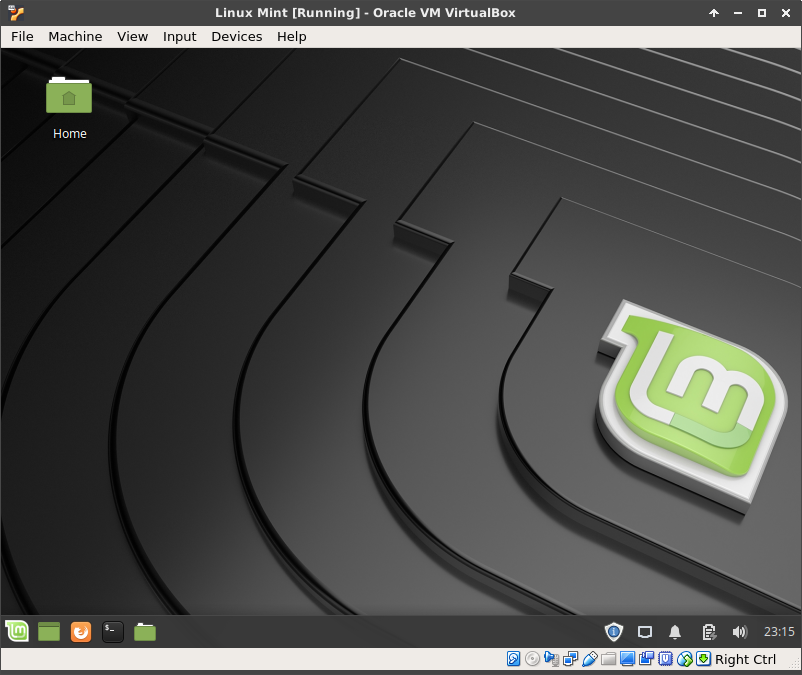 Linux Mint [Running] - Oracle VM VirtualBox
File Machine View Input Devices Help
Home
23:15
Right Ctrl